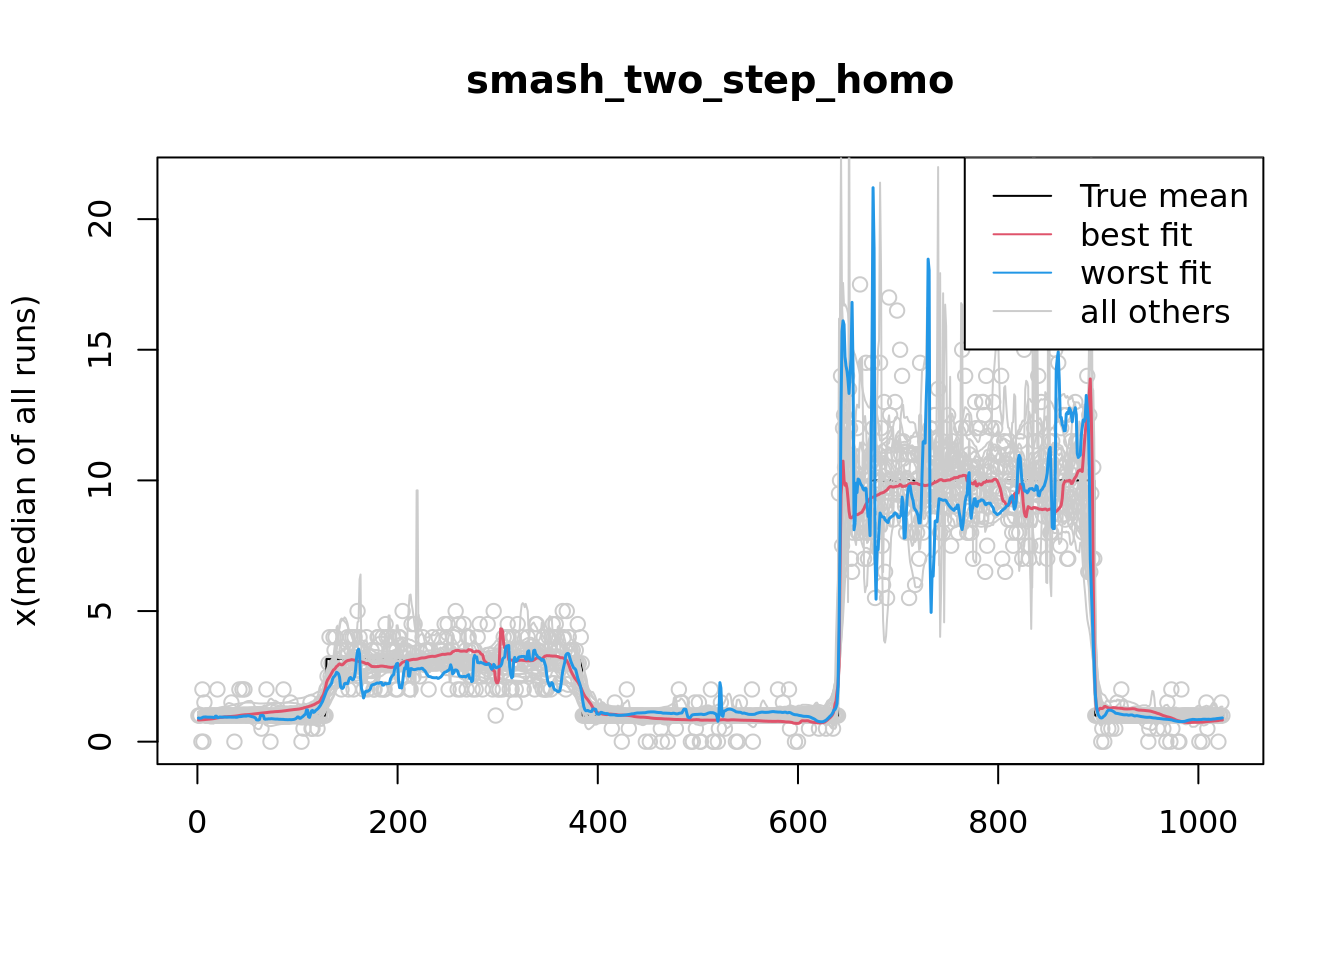 smash_two_step_homo
True mean
best fit
worst fit
all others
x(median of all runs)
20
15
10
5
0
0 200 400 600 800 1000